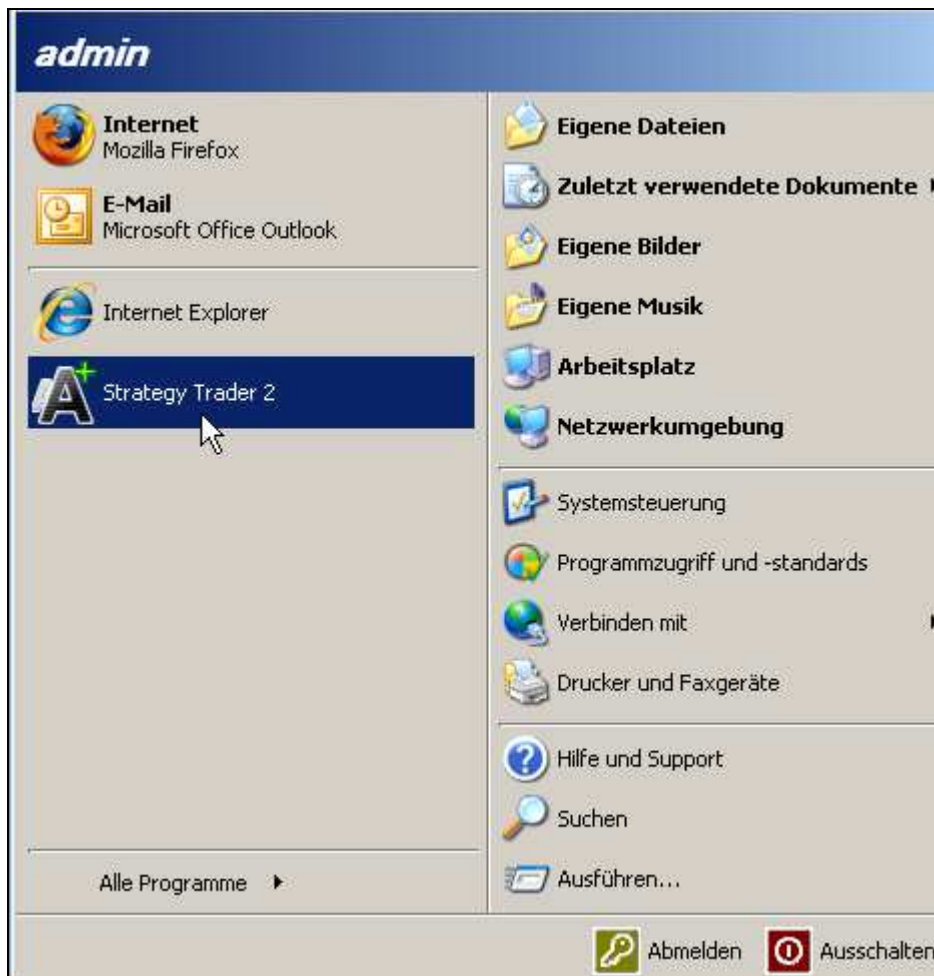 admin
Internet
Mozilla Firefox
E-Mail
Microsoft Office Outlook
Internet Explorer
Strategy Trader 2
Alle Programme
Eigene Dateien
Zuletzt verwendete Dokumente
Eigene Bilder
Eigene Musik
Arbeitsplatz
Netzwerkumgebung
Systemsteuerung
Programmzugriff und -standards
Verbinden mit
Drucker und Faxgeräte
Hilfe und Support
Suchen
Ausführen...
Abmelden
Ausschalten